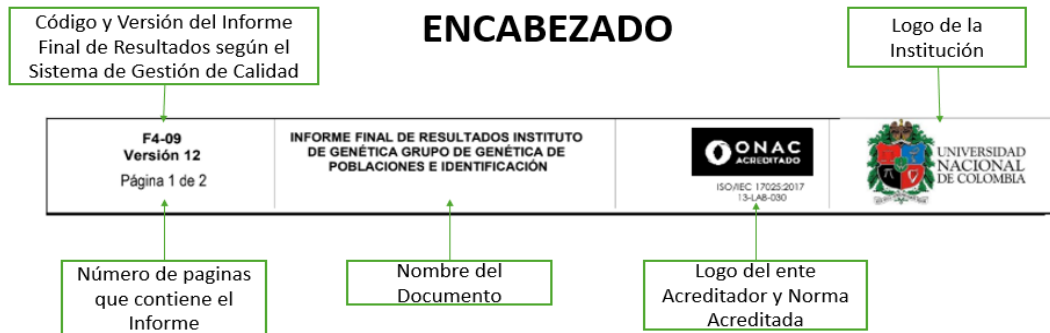 ENCABEZADO
Código y Versión del Informe
Final de Resultados según el
Sistema de Gestión de Calidad
Logo de la
Institución
F4-09
Versión 12
Página 1 de 2
INFORME FINAL DE RESULTADOS INSTITUTO
DE GENÉTICA GRUPO DE GENÉTICA DE
POBLACIONES E IDENTIFICACIÓN
ONAC
ACREDITADO
ISO/IEC 17025:2017
13-LAB-030
UNIVERSIDAD
NACIONAL
DE COLOMBIA
Número de paginas
que contiene el
Informe
Nombre del
Documento
Logo del ente
Acreditador y Norma
Acreditada